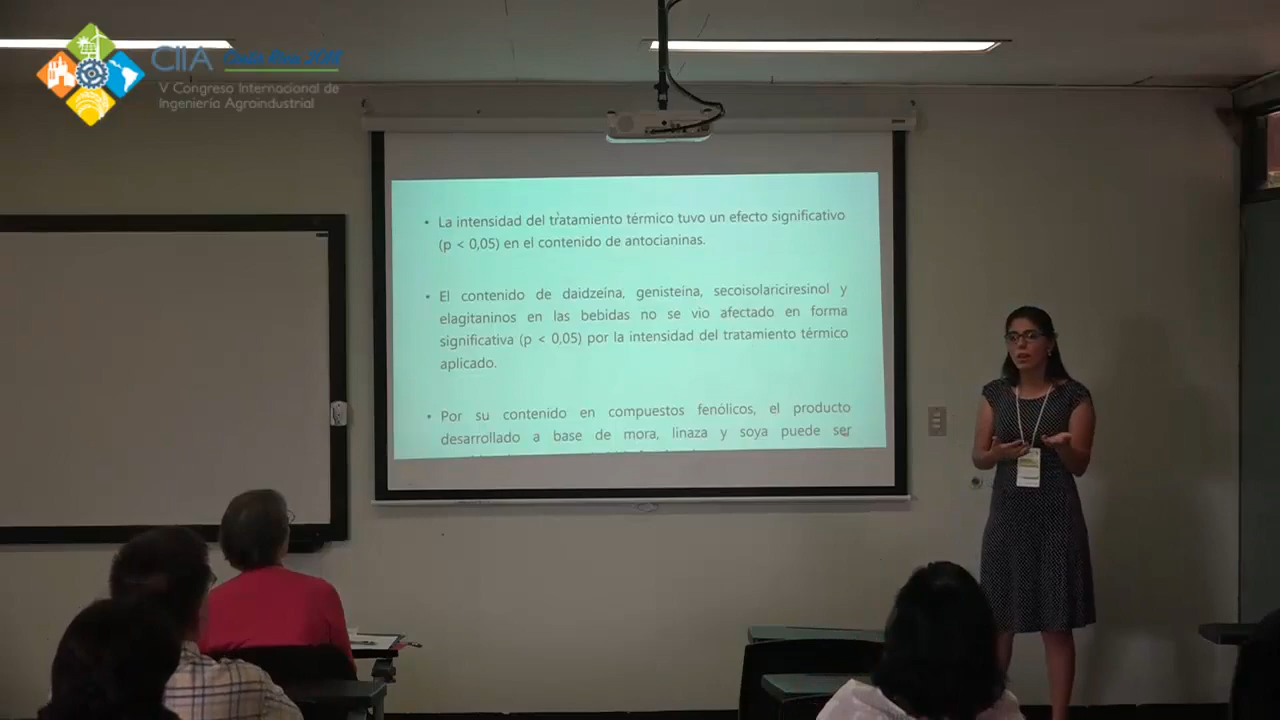 CIIA Costa Rica 2018
V Congreso Internacional de
Ingeniería Agroindustrial
• La intensidad del tratamiento térmico tuvo un efecto significativo
(p < 0,05) en el contenido de antocianinas.
• El contenido de daidzeína, genisteína, secoisolariciresinol y
elagitaninos en las bebidas no se vio afectado en forma
significativa (p < 0,05) por la intensidad del tratamiento térmico
aplicado.
• Por su contenido en compuestos fenólicos, el producto
desarrollado a base de mora, linaza y soya puede ser